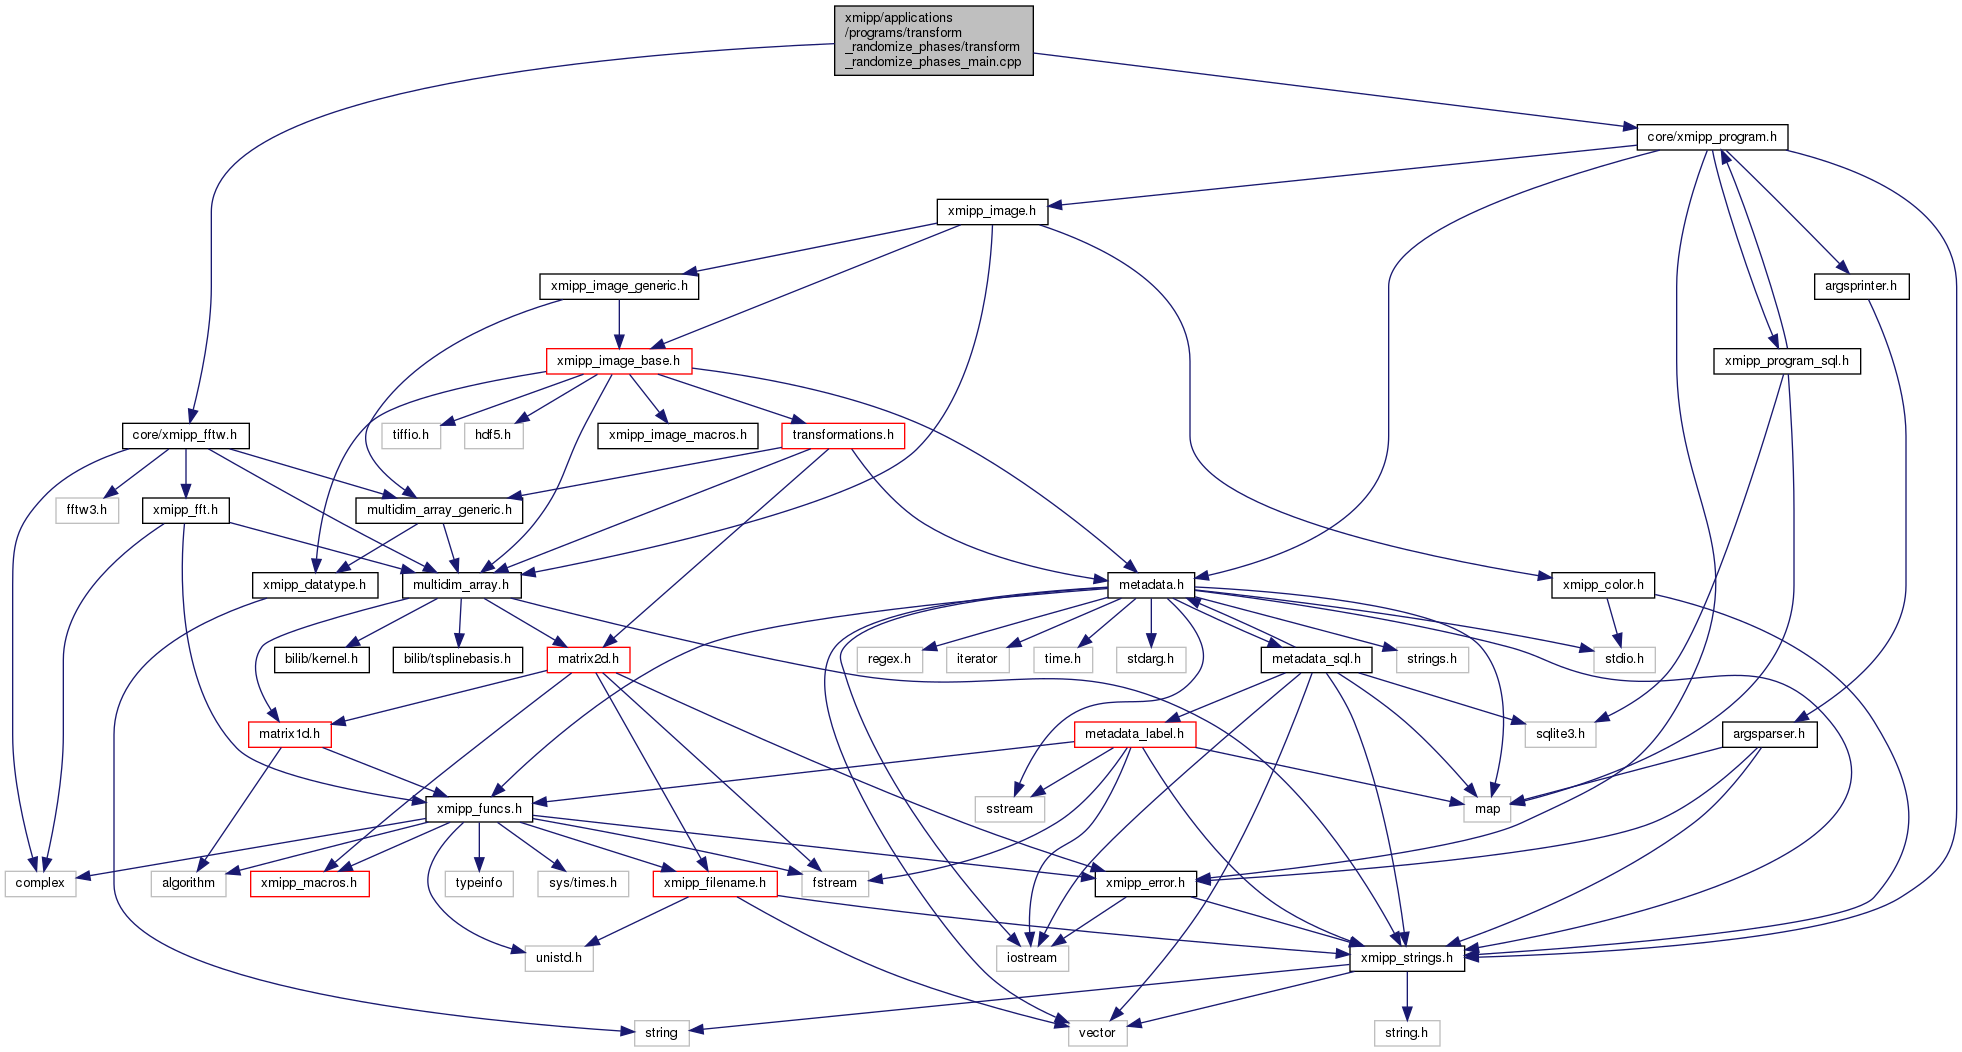 xmipp/applications
/programs/transform
_randomize_phases/transform
_randomize_phases_main.cpp
core/xmipp_program.h
xmipp_image.h
xmipp_image_generic.h
argsprinter.h
xmipp_image_base.h
xmipp_program_sql.h
core/xmipp_fftw.h
tiffio.h
hdf5.h
xmipp_image_macros.h
transformations.h
fftw3.h
xmipp_fft.h
multidim_array_generic.h
xmipp_datatype.h
multidim_array.h
metadata.h
xmipp_color.h
bilib/kernel.h
bilib/tsplinebasis.h
matrix2d.h
regex.h
iterator
time.h
stdarg.h
metadata_sql.h
strings.h
stdio.h
matrix1d.h
metadata_label.h
sqlite3.h
argsparser.h
xmipp_funcs.h
sstream
map
complex
algorithm
xmipp_macros.h
typeinfo
sys/times.h
xmipp_filename.h
fstream
xmipp_error.h
unistd.h
iostream
xmipp_strings.h
string
vector
string.h